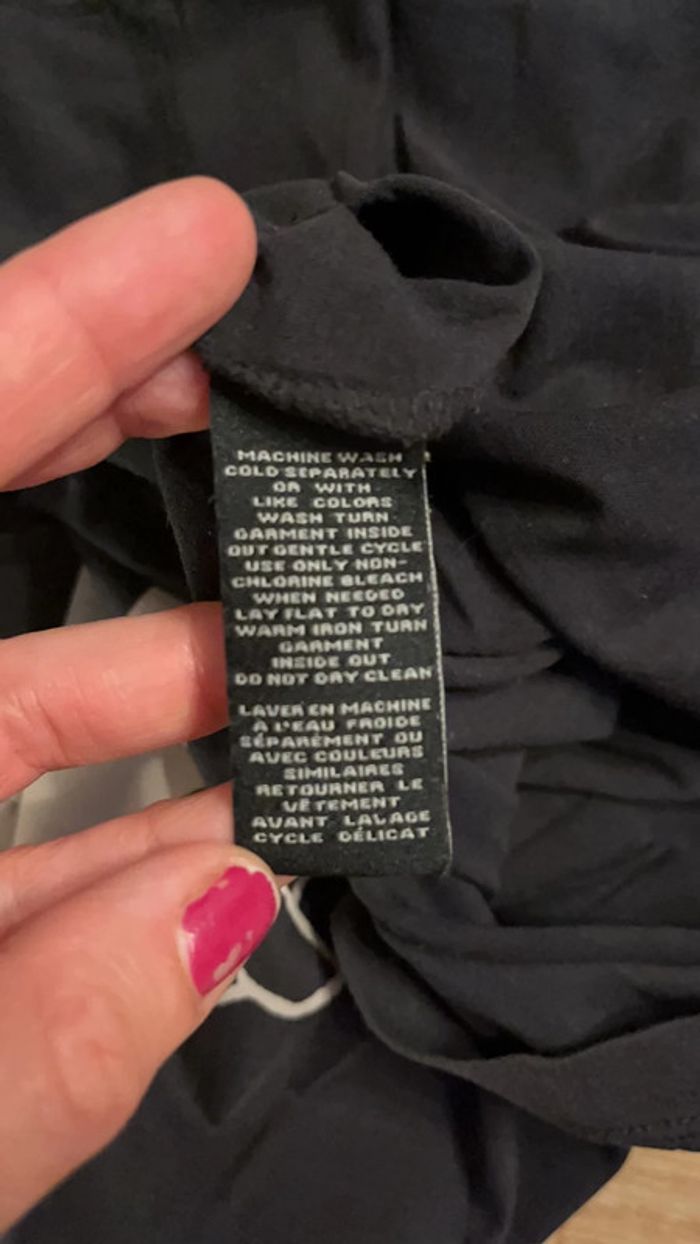 MACHINE WASH
COLD SEPARATELY
OR WITH
LIKE COLORS
WASH TURN
GARMENT INSIDE
OUT GENTLE CYCLE
USE ONLY NON-
CHLORINE BLEACH
WHEN NEEDED
LAY FLAT TO DRY
WARM IRON TURN
GARMENT
INSIDE OUT
DO NOT DRY CLEAN
LAVER EN MACHINE
À L'EAU FROIDE
SÉPARÉMENT OU
AVEC COULEURS
SIMILAIRES
RETOURNER LE
VÊTEMENT
AVANT LAVAGE
CYCLE DÉLICAT